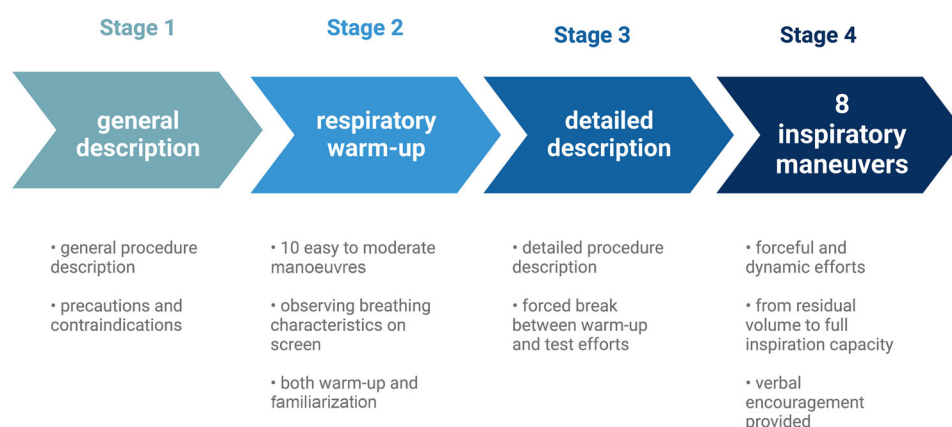 Stage 1
Stage 2
Stage 3
Stage 4
general
description
respiratory
warm-up
detailed
description
8
inspiratory
maneuvers
• general procedure
description
• precautions and
contraindications
• 10 easy to moderate
manoeuvres
• observing breathing
characteristics on
screen
• both warm-up and
familiarization
• detailed procedure
description
• forced break
between warm-up
and test efforts
• forceful and
dynamic efforts
• from residual
volume to full
inspiration capacity
• verbal
encouragement
provided